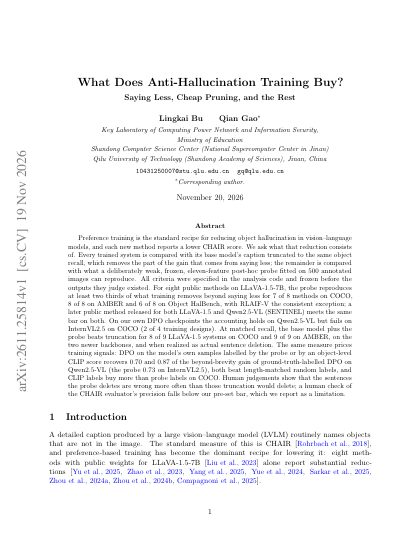 arXiv:2611.25814v1 [cs.CV] 19 Nov 2026
What Does Anti-Hallucination Training Buy?
Saying Less, Cheap Pruning, and the Rest
Lingkai Bu Qian Gao*
Key Laboratory of Computing Power Network and Information Security,
Ministry of Education
Shandong Computer Science Center (National Supercomputer Center in Jinan)
Qilu University of Technology (Shandong Academy of Sciences), Jinan, China
10431250007@stu.qlu.edu.cn gq@qlu.edu.cn
*Corresponding author.
November 20, 2026
Abstract
Preference training is the standard recipe for reducing object hallucination in vision-language
models, and each new method reports a lower CHAIR score. We ask what that reduction consists
of. Every trained system is compared with its base model's caption truncated to the same object
recall, which removes the part of the gain that comes from saying less; the remainder is compared
with what a deliberately weak, frozen, eleven-feature post-hoc probe fitted on 500 annotated
images can reproduce. All criteria were specified in the analysis code and frozen before the
outputs they judged existed. For eight public methods on LLaVA-1.5-7B, the probe reproduces
at least two thirds of what training removes beyond saying less for 7 of 8 methods on COCO,
8 of 8 on AMBER and 6 of 8 on Object HallBench, with RLAIF-V the consistent exception; a
later public method released for both LLaVA-1.5 and Qwen2.5-VL (SENTINEL) meets the same
bar on both. On our own DPO checkpoints the accounting holds on Qwen2.5-VL but fails on
InternVL2.5 on COCO (2 of 4 training designs). At matched recall, the base model plus the
probe beats truncation for 8 of 9 LLaVA-1.5 systems on COCO and 9 of 9 on AMBER, on the
two newer backbones, and when realized as actual sentence deletion. The same measure prices
training signals: DPO on the model's own samples labelled by the probe or by an object-level
CLIP score recovers 0.70 and 0.87 of the beyond-brevity gain of ground-truth-labelled DPO on
Qwen2.5-VL (the probe 0.73 on InternVL2.5), both beat length-matched random labels, and
CLIP labels buy more than probe labels on COCO. Human judgements show that the sentences
the probe deletes are wrong more often than those truncation would delete; a human check of
the CHAIR evaluator's precision falls below our pre-set bar, which we report as a limitation.
1 Introduction
A detailed caption produced by a large vision-language model (LVLM) routinely names objects
that are not in the image. The standard measure of this is CHAIR [Rohrbach et al., 2018],
and preference-based training has become the dominant recipe for lowering it: eight meth-
ods with public weights for LLaVA-1.5-7B [Liu et al., 2023] alone report substantial reduc-
tions [Yu et al., 2025, Zhao et al., 2023, Yang et al., 2025, Yue et al., 2024, Sarkar et al., 2025,
Zhou et al., 2024a, Zhou et al., 2024b, Compagnoni et al., 2025].
1